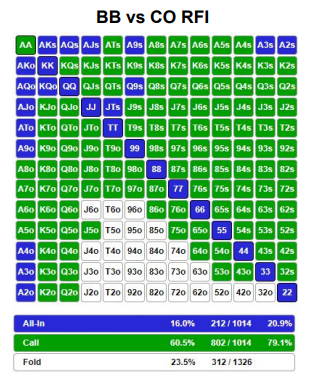 BB vs CO RFI
AA AKs AQs AJs ATs A9s A8s A7s A6s A5s A4s A3s A2s
AKo KK KQs KJs KTs K9s K8s K7s K6s K5s K4s K3s K2s
AQo KQo QQ QJs QTs Q9s Q8s Q7s Q6s Q5s Q4s Q3s Q2s
AJo KJo QJo JJ JTs J9s J8s J7s J6s J5s J4s J3s J2s
ATo KTo QTo JTo TT T9s T8s T7s T6s T5s T4s T3s T2s
A9o K9o Q9o J9o T9o 99 98s 97s 96s 95s 94s 93s 92s
A8o K8o Q8o J8o T8o 98o 88 87s 86s 85s 84s 83s 82s
A7o K7o Q7o J7o T7o 97o 87o 77 76s 75s 74s 73s 72s
A6o K6o Q6o J6o T6o 96o 86o 76o 66 65s 64s 63s 62s
A5o K5o Q5o J5o T5o 95o 85o 75o 65o 55 54s 53s 52s
A4o K4o Q4o J4o T4o 94o 84o 74o 64o 54o 44 43s 42s
A3o K3o Q3o J3o T3o 93o 83o 73o 63o 53o 43o 33 32s
A2o K2o Q2o J2o T2o 92o 82o 72o 62o 52o 42o 32o 22
All-In 16.0% 212 / 1014 20.9%
Call 60.5% 802 / 1014 79.1%
Fold 23.5% 312 / 1326